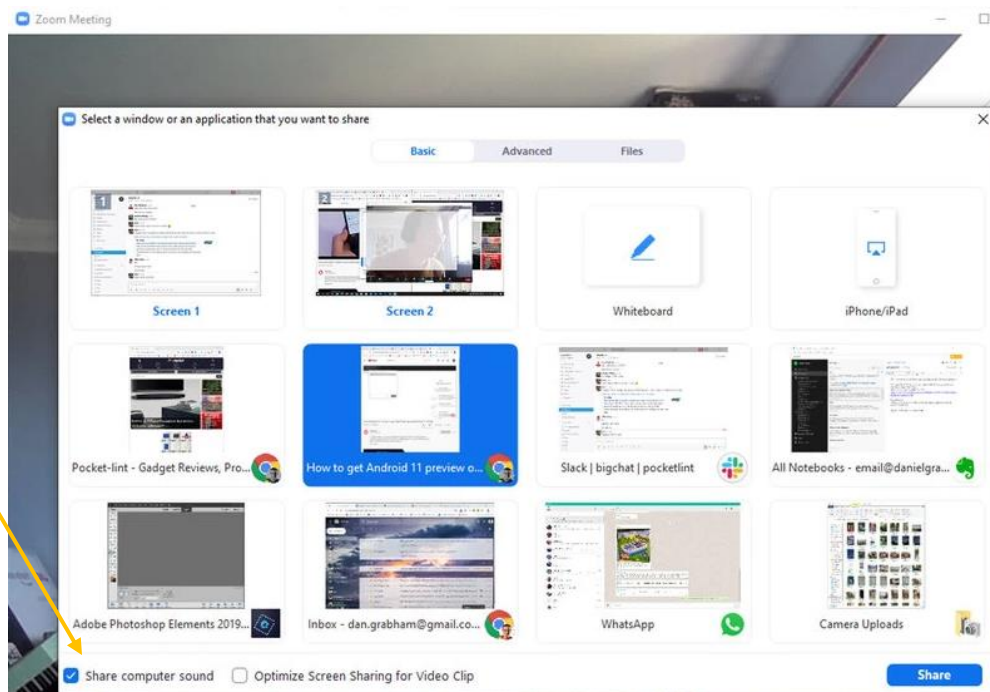 Zoom Meeting
Select a window or an application that you want to share
Basic Advanced Files
1
2
Screen 1 Screen 2 Whiteboard iPhone/iPad
Pocket-lint - Gadget Reviews, Pro... How to get Android 11 preview o... Slack | bigchat | pocketlint All Notebooks - email@danielgra...
Adobe Photoshop Elements 2019... Inbox - dan.grabham@gmail.co... WhatsApp Camera Uploads
Share computer sound Optimize Screen Sharing for Video Clip Share